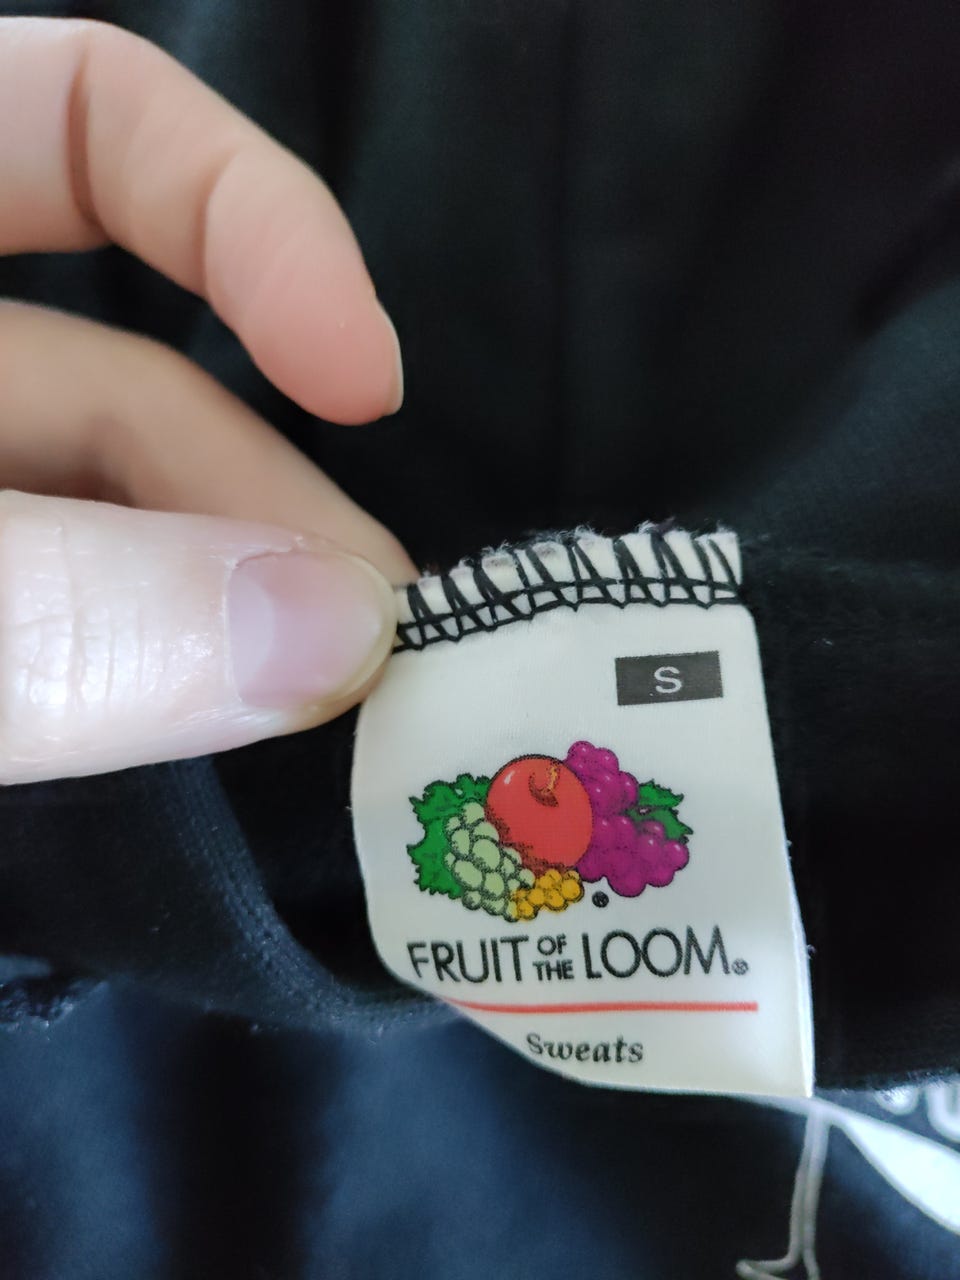 S
®
FRUIT OF THE LOOM®
Sweats